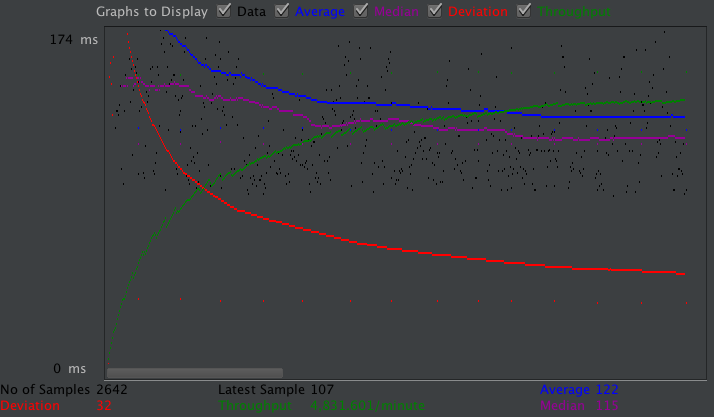 Graphs to Display Data Average Median Deviation Throughput
174 ms
0 ms
No of Samples 2642 Latest Sample 107 Average 122
Deviation 32 Throughput 4,831.601/minute Median